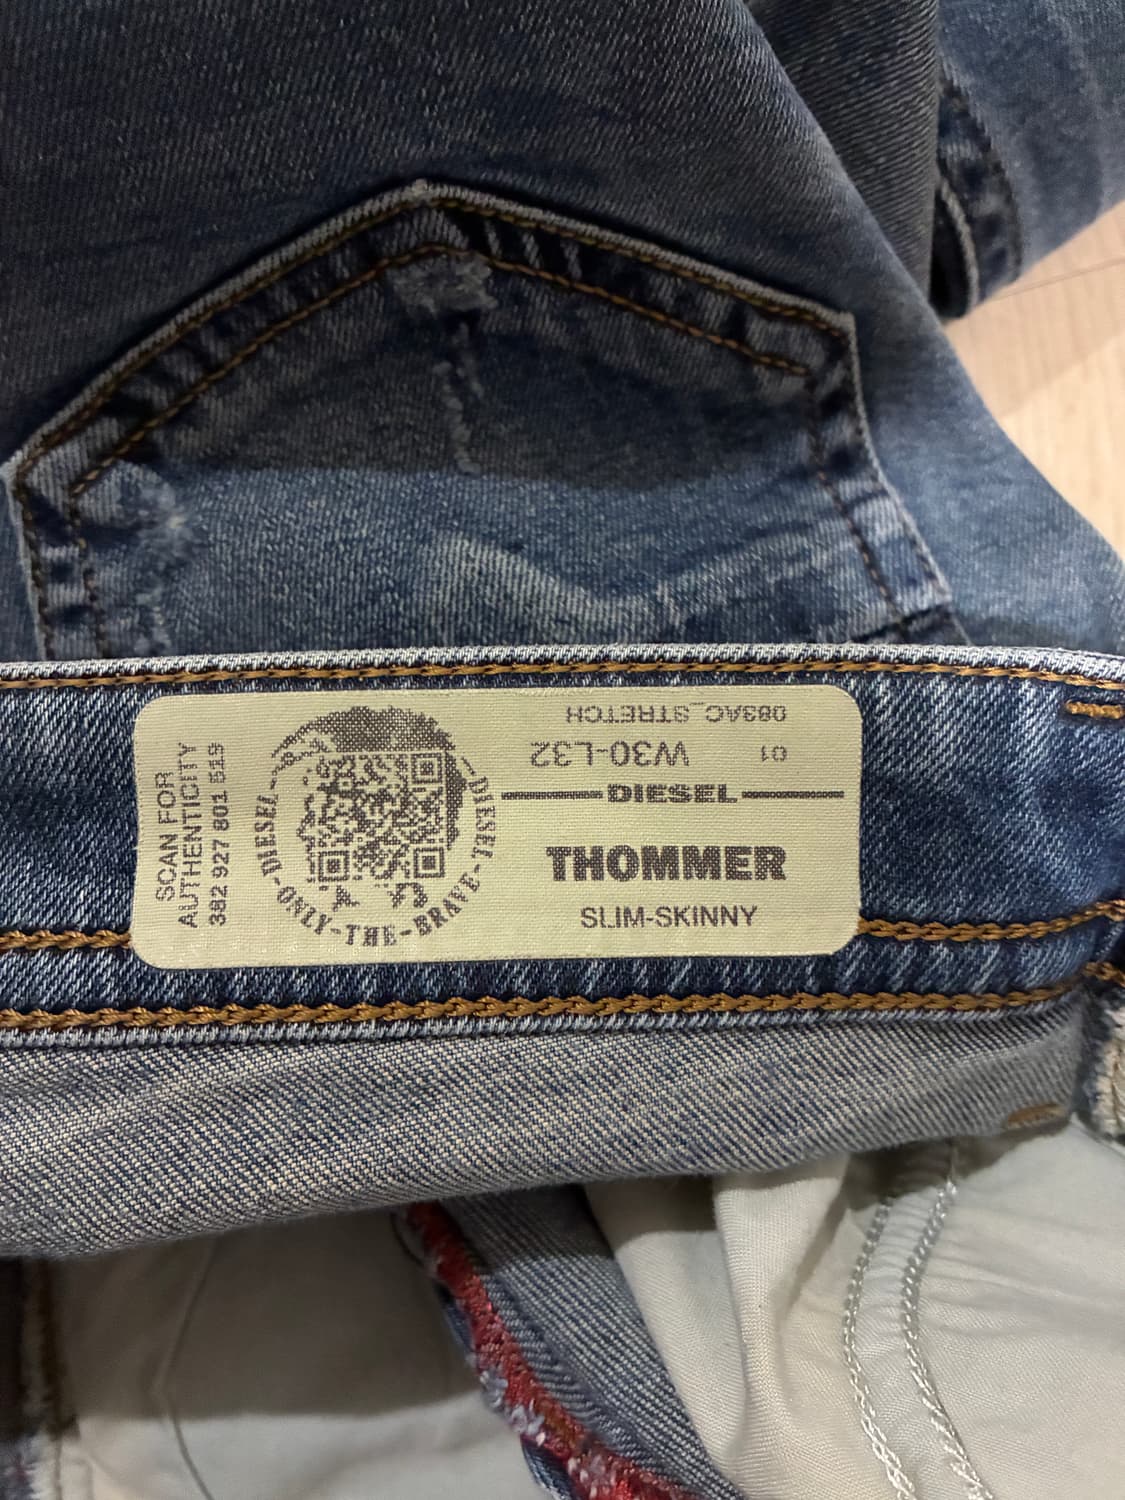 SCAN FOR
AUTHENTICITY
382 927 801 519
DIESEL-ONLY-THE-BRAVE-DIESEL
083AC_STRETCH
01 W30-L32
DIESEL
THOMMER
SLIM-SKINNY